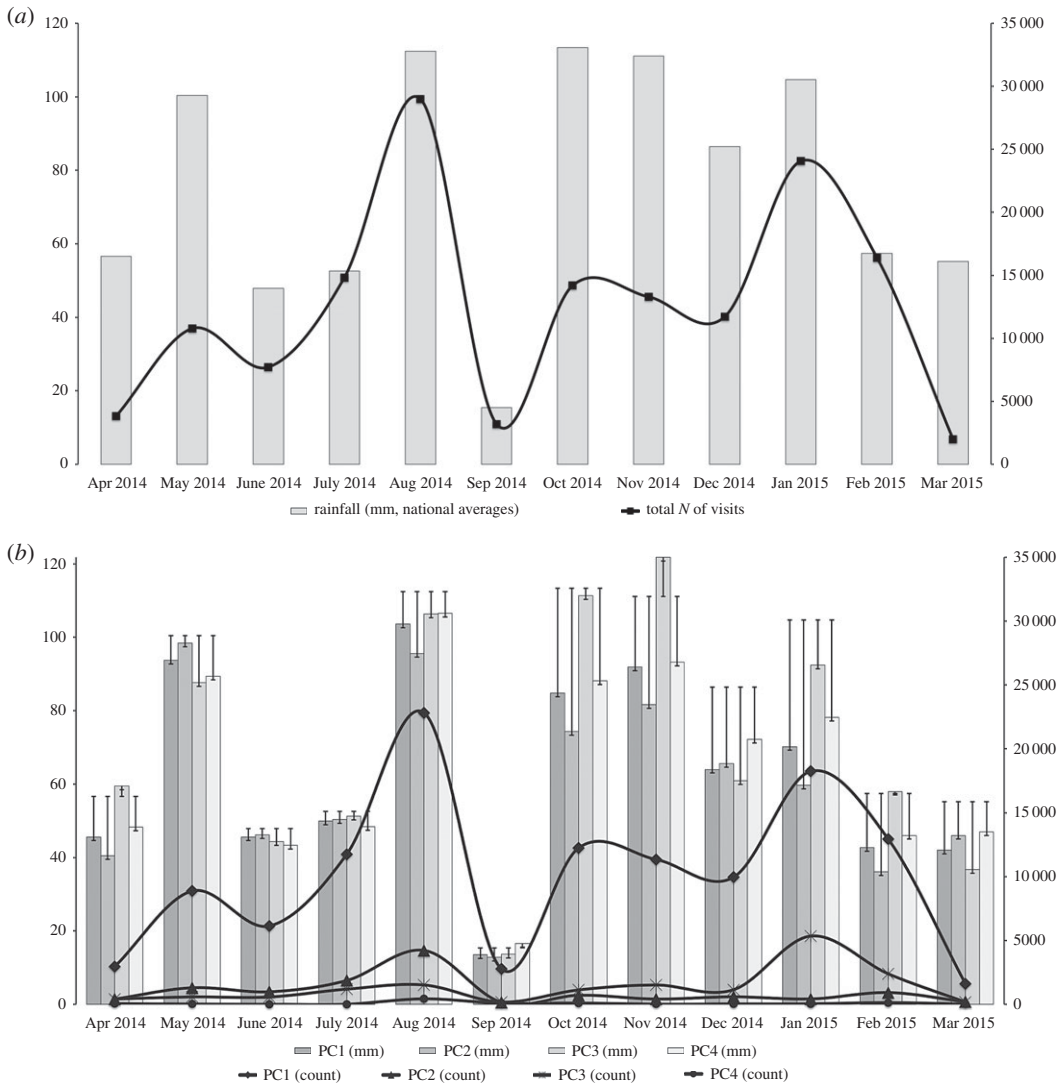 (a)
120 35 000
30 000
100
25 000
80
20 000
60
15 000
40
10 000
20
5000
0 0
Apr 2014 May 2014 June 2014 July 2014 Aug 2014 Sep 2014 Oct 2014 Nov 2014 Dec 2014 Jan 2015 Feb 2015 Mar 2015
rainfall (mm, national averages) total N of visits
(b)
120 35 000
30 000
100
25 000
80
20 000
60
15 000
40
10 000
20
5000
0 0
Apr 2014 May 2014 June 2014 July 2014 Aug 2014 Sep 2014 Oct 2014 Nov 2014 Dec 2014 Jan 2015 Feb 2015 Mar 2015
PC1 (mm) PC2 (mm) PC3 (mm) PC4 (mm)
PC1 (count) PC2 (count) PC3 (count) PC4 (count)